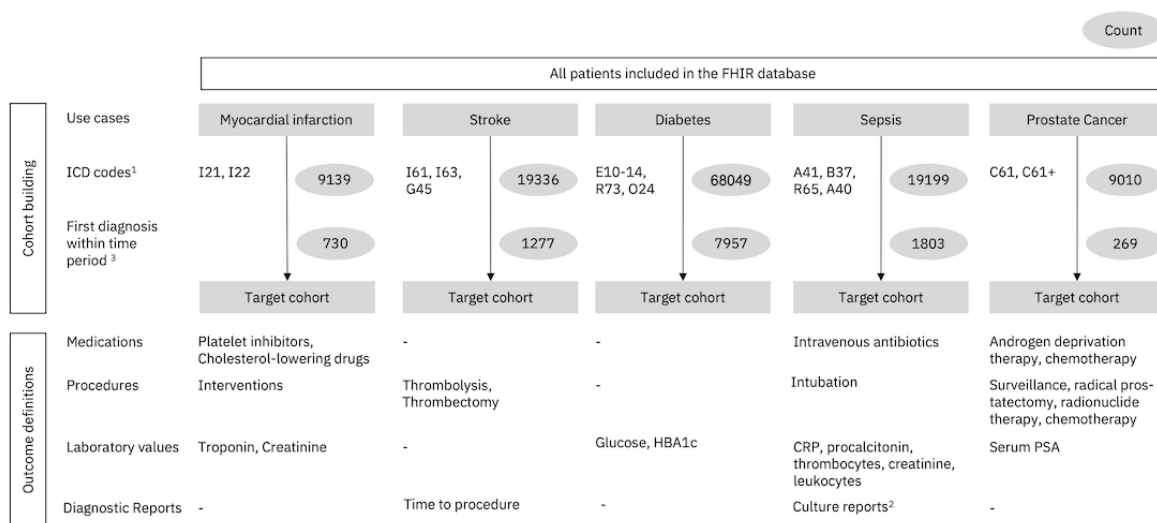 Count
All patients included in the FHIR database
Cohort building
Use cases
Myocardial infarction
Stroke
Diabetes
Sepsis
Prostate Cancer
ICD codes¹
I21, I22
9139
I61, I63,
G45
19336
E10-14,
R73, O24
68049
A41, B37,
R65, A40
19199
C61, C61+
9010
First diagnosis
within time
period ³
730
1277
7957
1803
269
Target cohort
Target cohort
Target cohort
Target cohort
Target cohort
Outcome definitions
Medications
Platelet inhibitors,
Cholesterol-lowering drugs
-
-
Intravenous antibiotics
Androgen deprivation
therapy, chemotherapy
Procedures
Interventions
Thrombolysis,
Thrombectomy
-
Intubation
Surveillance, radical pros-
tatectomy, radionuclide
therapy, chemotherapy
Laboratory values
Troponin, Creatinine
-
Glucose, HBA1c
CRP, procalcitonin,
thrombocytes, creatinine,
leukocytes
Serum PSA
Diagnostic Reports
-
Time to procedure
-
Culture reports²
-